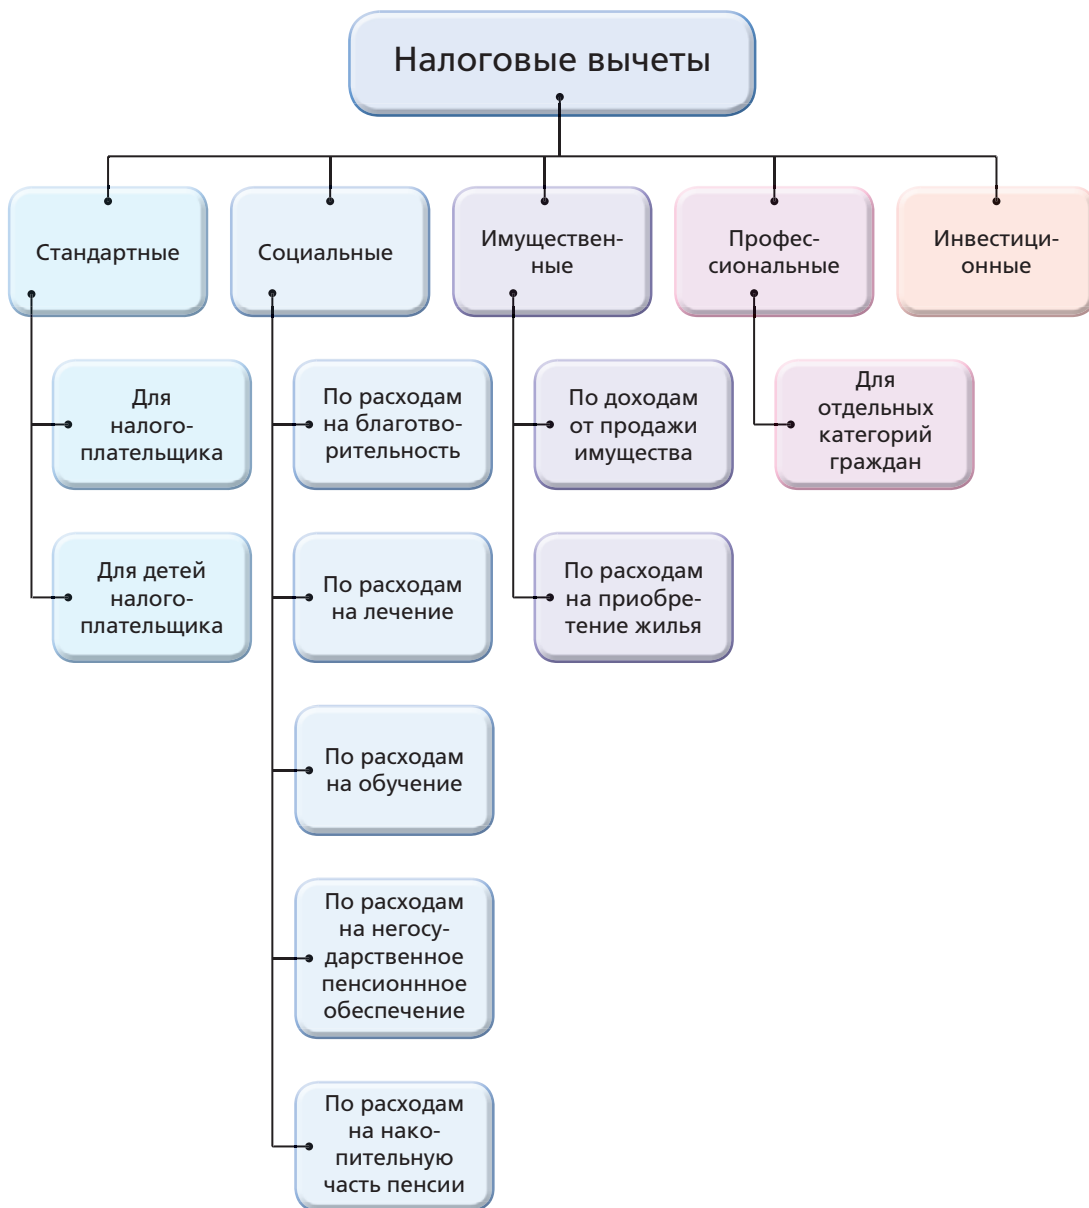 Налоговые вычеты
Стандартные
Социальные
Имуществен-
ные
Профес-
сиональные
Инвестици-
онные
Для
налого-
плательщика
Для детей
налого-
плательщика
По расходам
на благотво-
рительность
По расходам
на лечение
По расходам
на обучение
По расходам
на негосу-
дарственное
пенсионнное
обеспечение
По расходам
на нако-
пительную
часть пенсии
По доходам
от продажи
имущества
По расходам
на приобре-
тение жилья
Для
отдельных
категорий
граждан